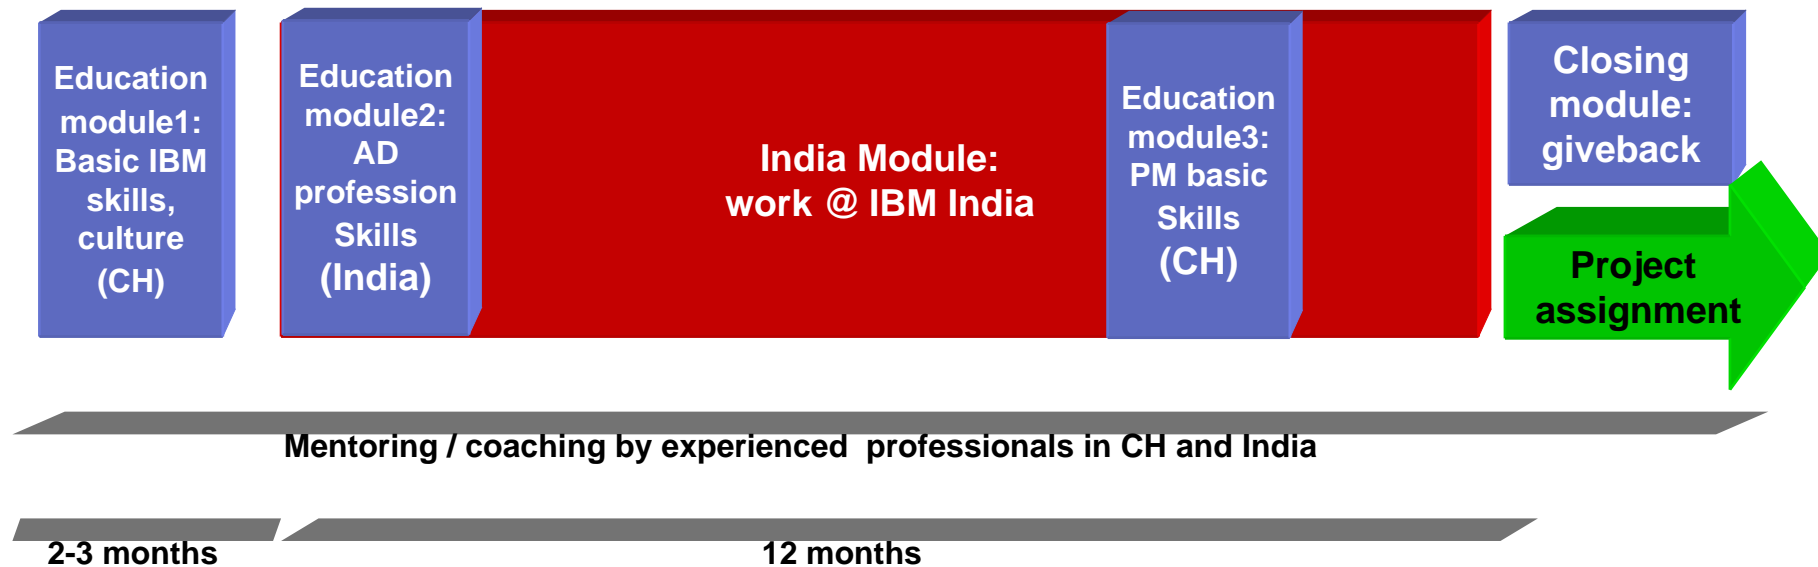 Education
module1:
Basic IBM
skills,
culture
(CH)
Education
module2:
AD
profession
Skills
(India)
India Module:
work @ IBM India
Education
module3:
PM basic
Skills
(CH)
Closing
module:
giveback
Project
assignment
Mentoring / coaching by experienced  professionals in CH and India
2-3 months
12 months